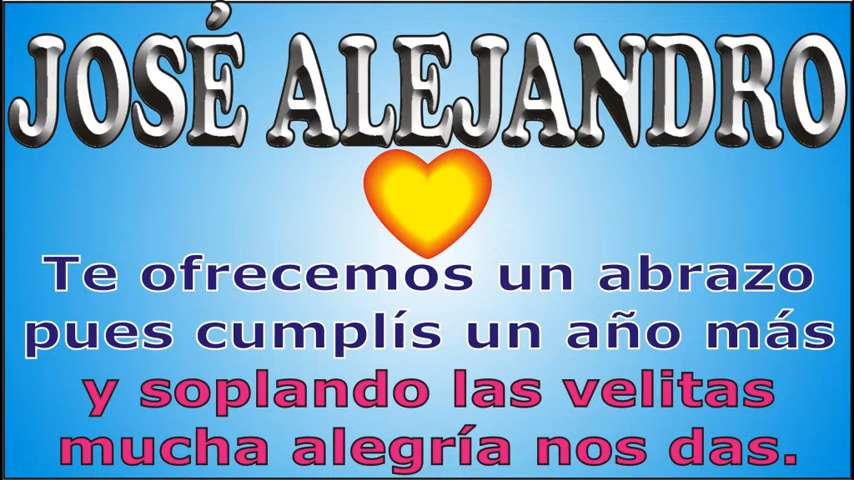 JOSÉ ALEJANDRO
Te ofrecemos un abrazo
pues cumplís un año más
y soplando las velitas
mucha alegría nos das.